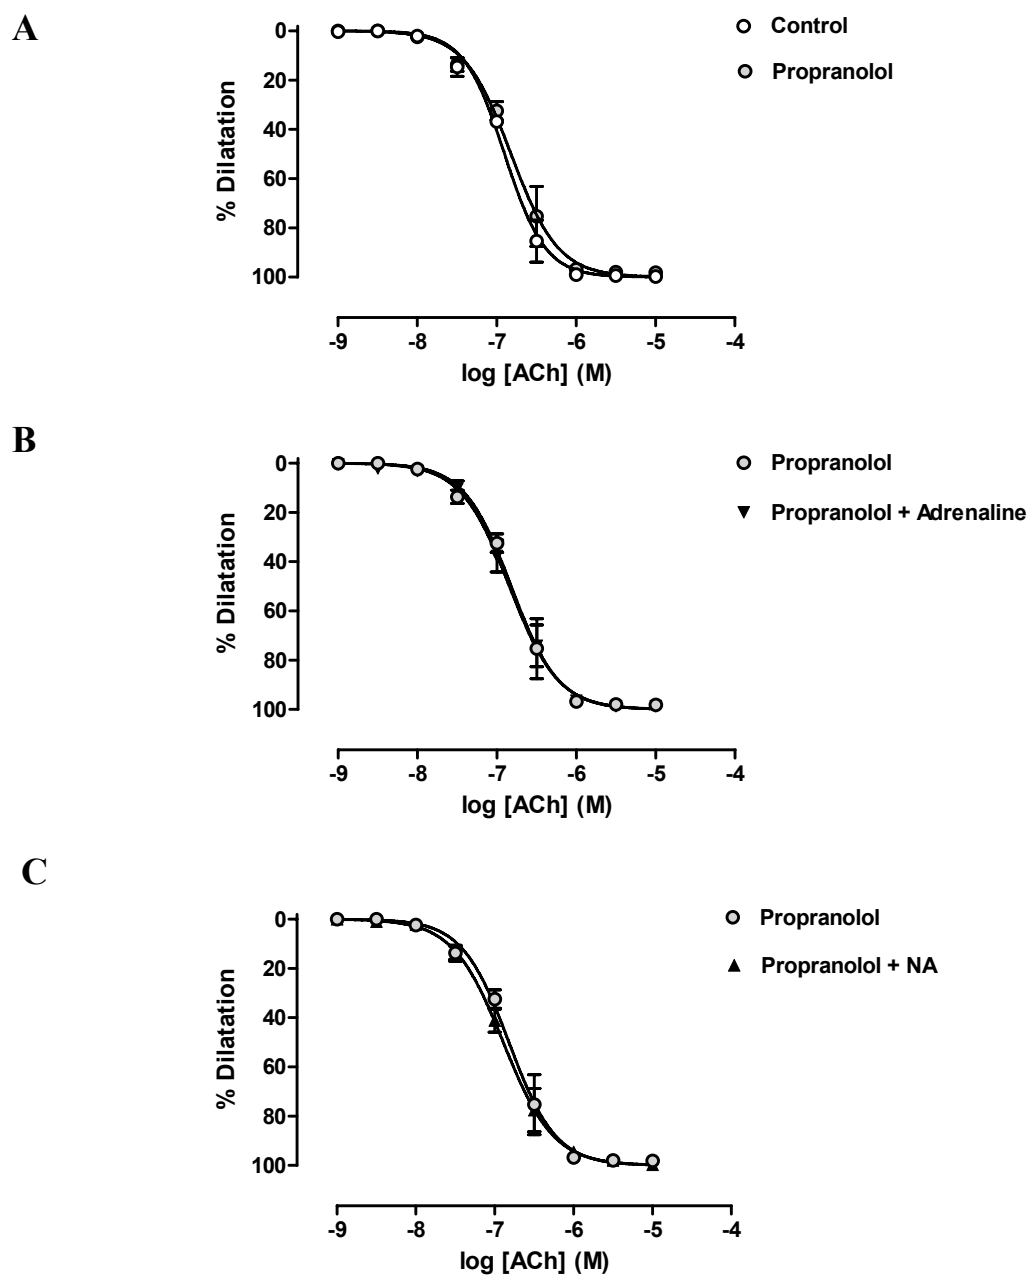 A
Control
Propranolol
% Dilatation
0
20
40
60
80
100
-9 -8 -7 -6 -5 -4
log [ACh] (M)
B
Propranolol
Propranolol + Adrenaline
% Dilatation
0
20
40
60
80
100
-9 -8 -7 -6 -5 -4
log [ACh] (M)
C
Propranolol
Propranolol + NA
% Dilatation
0
20
40
60
80
100
-9 -8 -7 -6 -5 -4
log [ACh] (M)